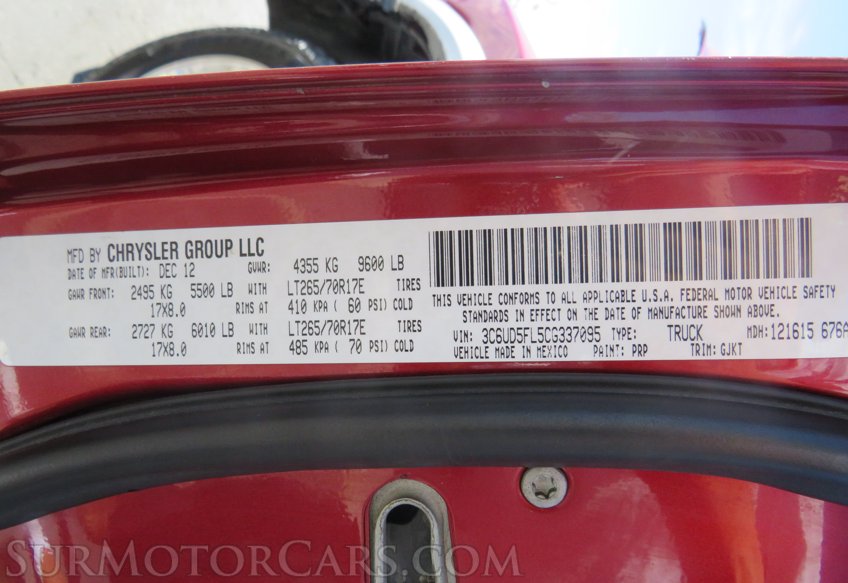 MFD BY CHRYSLER GROUP LLC
DATE OF MFR(BUILT): DEC 12 GVWR: 4355 KG 9600 LB
GAWR FRONT: 2495 KG 5500 LB WITH LT265/70R17E TIRES
17X8.0 RIMS AT 410 KPA ( 60 PSI) COLD
GAWR REAR: 2727 KG 6010 LB WITH LT265/70R17E TIRES
17X8.0 RIMS AT 485 KPA ( 70 PSI) COLD
THIS VEHICLE CONFORMS TO ALL APPLICABLE U.S.A. FEDERAL MOTOR VEHICLE SAFETY
STANDARDS IN EFFECT ON THE DATE OF MANUFACTURE SHOWN ABOVE.
VIN: 3C6UD5FL5CG337095 TYPE: TRUCK MDH: 121615 676A
VEHICLE MADE IN MEXICO PAINT: PRP TRIM: GJKT
SURMOTORCARS.COM